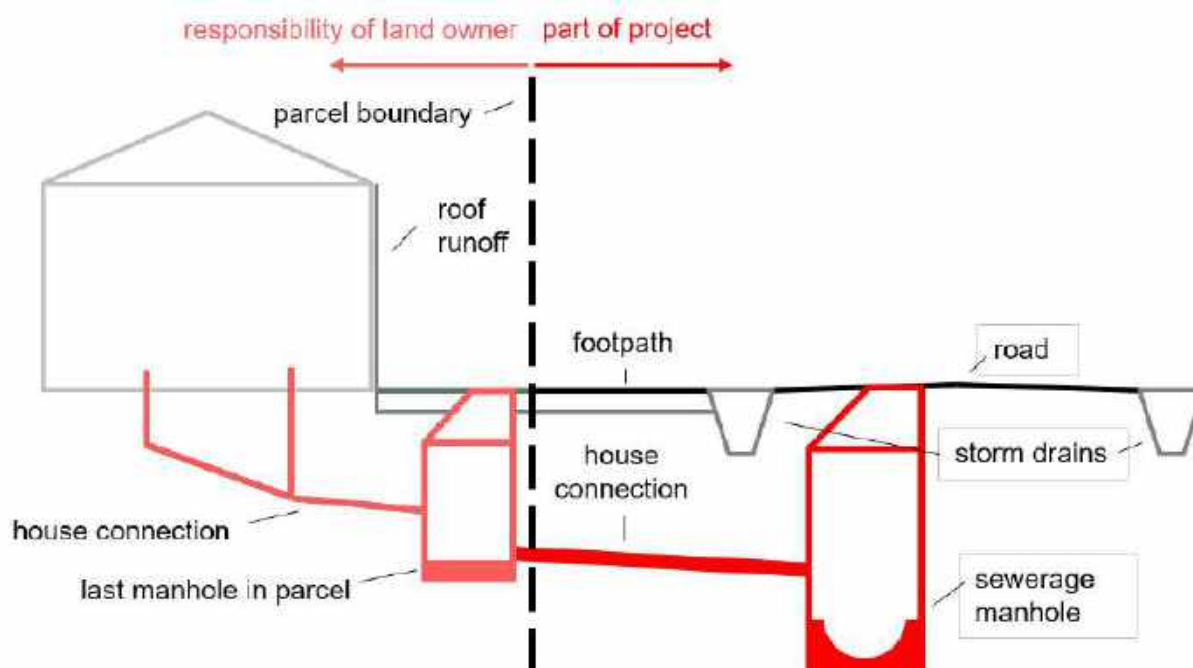 responsibility of land owner part of project
parcel boundary
roof
runoff
footpath
road
storm drains
house
connection
house connection
last manhole in parcel
sewerage
manhole